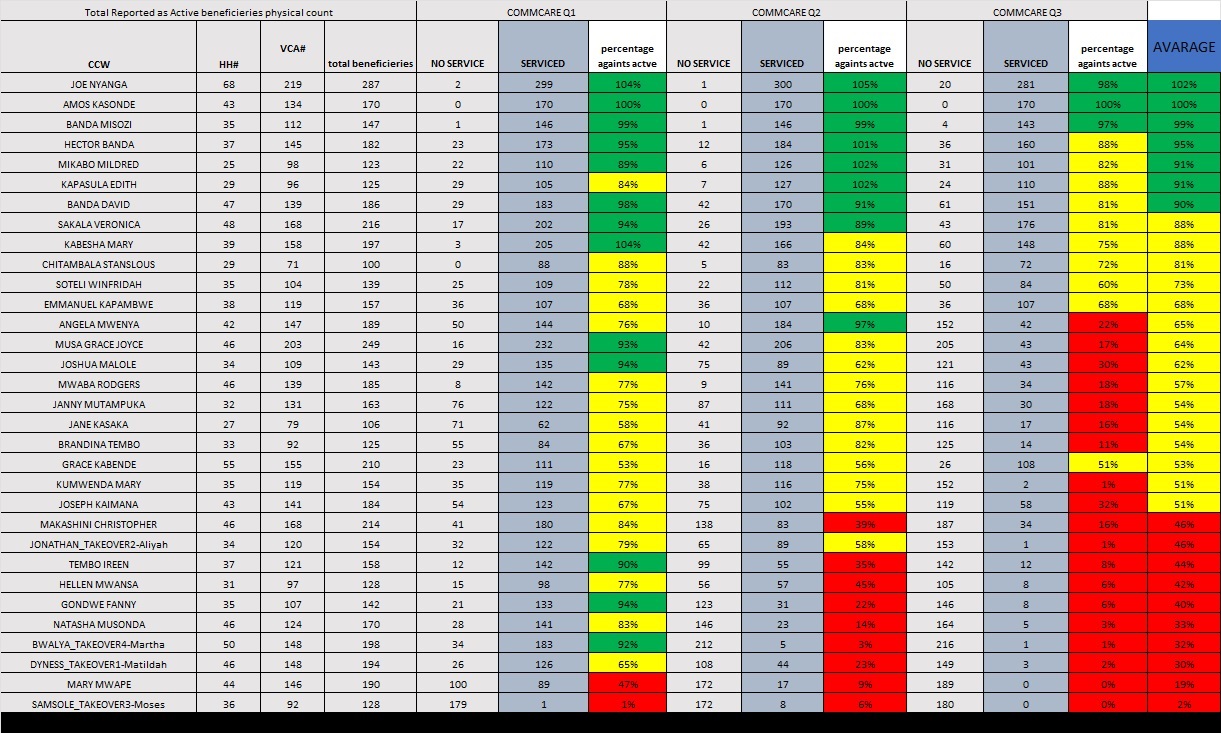 Total Reported as Active beneficieries physical count COMMCARE Q1 COMMCARE Q2 COMMCARE Q3
CCW HH# VCA# total beneficieries NO SERVICE SERVICED percentage againts actve NO SERVICE SERVICED percentage againts actve NO SERVICE SERVICED percentage againts actve AVARAGE
JOE NYANGA 68 219 287 2 299 104% 1 300 105% 20 281 98% 102%
AMOS KASONDE 43 134 170 0 170 100% 0 170 100% 0 170 100% 100%
BANDA MISOZI 35 112 147 1 146 99% 1 146 99% 4 143 97% 99%
HECTOR BANDA 37 145 182 23 173 95% 12 184 101% 36 160 88% 95%
MIKABO MILDRED 25 98 123 22 110 89% 6 126 102% 31 101 82% 91%
KAPASULA EDITH 29 96 125 29 105 84% 7 127 102% 24 110 88% 91%
BANDA DAVID 47 139 186 29 183 98% 42 170 91% 61 151 81% 90%
SAKALA VERONICA 48 168 216 17 202 94% 26 193 89% 43 176 81% 88%
KABESHA MARY 39 158 197 3 205 104% 42 166 84% 60 148 75% 88%
CHITAMBALA STANSLOUS 29 71 100 0 88 88% 5 83 83% 16 72 72% 81%
SOTELI WINFRIDAH 35 104 139 25 109 78% 22 112 81% 50 84 60% 73%
EMMANUEL KAPAMBWE 38 119 157 36 107 68% 36 107 68% 36 107 68% 68%
ANGELA MWENYA 42 147 189 50 144 76% 10 184 97% 152 42 22% 65%
MUSA GRACE JOYCE 46 203 249 16 232 93% 42 206 83% 205 43 17% 64%
JOSHUA MALOLE 34 109 143 29 135 94% 75 89 62% 121 43 30% 62%
MWABA RODGERS 46 139 185 8 142 77% 9 141 76% 116 34 18% 57%
JANNY MUTAMPUKA 32 131 163 76 122 75% 87 111 68% 168 30 18% 54%
JANE KASAKA 27 79 106 71 62 58% 41 92 87% 116 17 16% 54%
BRANDINA TEMBO 33 92 125 55 84 67% 36 103 82% 125 14 11% 54%
GRACE KABENDE 55 155 210 23 111 53% 16 118 56% 26 108 51% 53%
KUMWENDA MARY 35 119 154 35 119 77% 38 116 75% 152 2 1% 51%
JOSEPH KAIMANA 43 141 184 54 123 67% 75 102 55% 119 58 32% 51%
MAKASHINI CHRISTOPHER 46 168 214 41 180 84% 138 83 39% 187 34 16% 46%
JONATHAN_TAKEOVER2-Aliyah 34 120 154 32 122 79% 65 89 58% 153 1 1% 46%
TEMBO IREEN 37 121 158 12 142 90% 99 55 35% 142 12 8% 44%
HELLEN MWANSA 31 97 128 15 98 77% 56 57 45% 105 8 6% 42%
GONDWE FANNY 35 107 142 21 133 94% 123 31 22% 146 8 6% 40%
NATASHA MUSONDA 46 124 170 28 141 83% 146 23 14% 164 5 3% 33%
BWALYA_TAKEOVER4-Martha 50 148 198 34 183 92% 212 5 3% 216 1 1% 32%
DYNESS_TAKEOVER1-Matildah 46 148 194 26 126 65% 108 44 23% 149 3 2% 30%
MARY MWAPE 44 146 190 100 89 47% 172 17 9% 189 0 0% 19%
SAMSOLE_TAKEOVER3-Moses 36 92 128 179 1 1% 172 8 6% 180 0 0% 2%